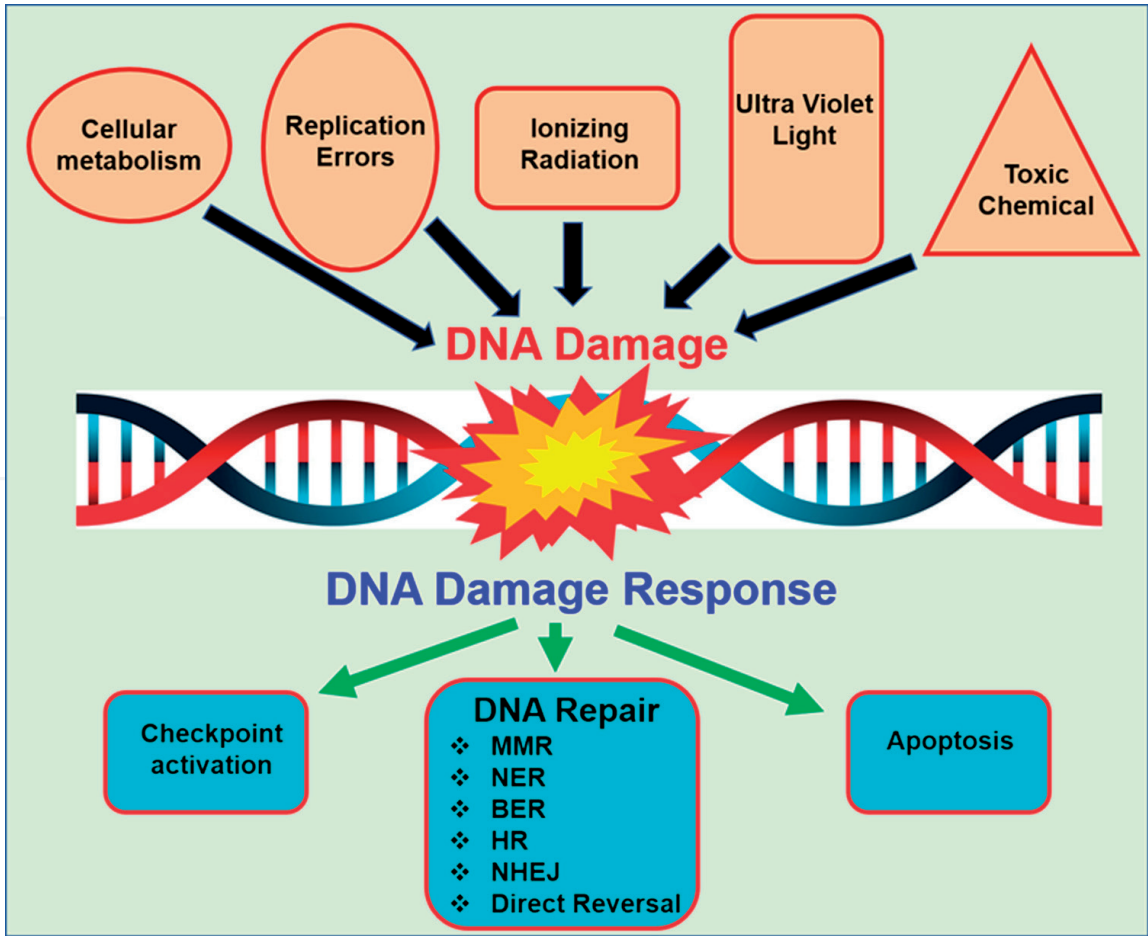 Cellular
metabolism
Replication
Errors
Ionizing
Radiation
Ultra Violet
Light
Toxic
Chemical
DNA Damage
DNA Damage Response
Checkpoint
activation
DNA Repair
❖ MMR
❖ NER
❖ BER
❖ HR
❖ NHEJ
❖ Direct Reversal
Apoptosis